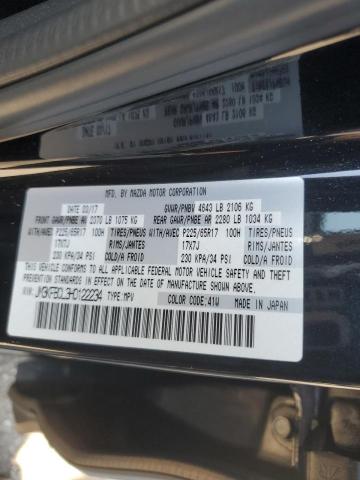 MFD. BY MAZDA MOTOR CORPORATION
DATE 02/17 GVWR/PNBV 4643 LB 2106 KG
FRONT GAWR/PNBE AV 2370 LB 1075 KG REAR GAWR/PNBE AR 2280 LB 1034 KG
WITH/AVEC P225/65R17 100H TIRES/PNEUS WITH/AVEC P225/65R17 100H TIRES/PNEUS
17X7J RIMS/JANTES 17X7J RIMS/JANTES
230 KPA/34 PSI COLD/A FROID 230 KPA/34 PSI COLD/A FROID
THIS VEHICLE CONFORMS TO ALL APPLICABLE FEDERAL MOTOR VEHICLE
SAFETY, BUMPER, AND THEFT PREVENTION STANDARDS IN EFFECT ON THE
DATE OF MANUFACTURE SHOWN ABOVE.
VIN: JM3KFBDL3H0122234 TYPE:MPV COLOR CODE:41W MADE IN JAPAN